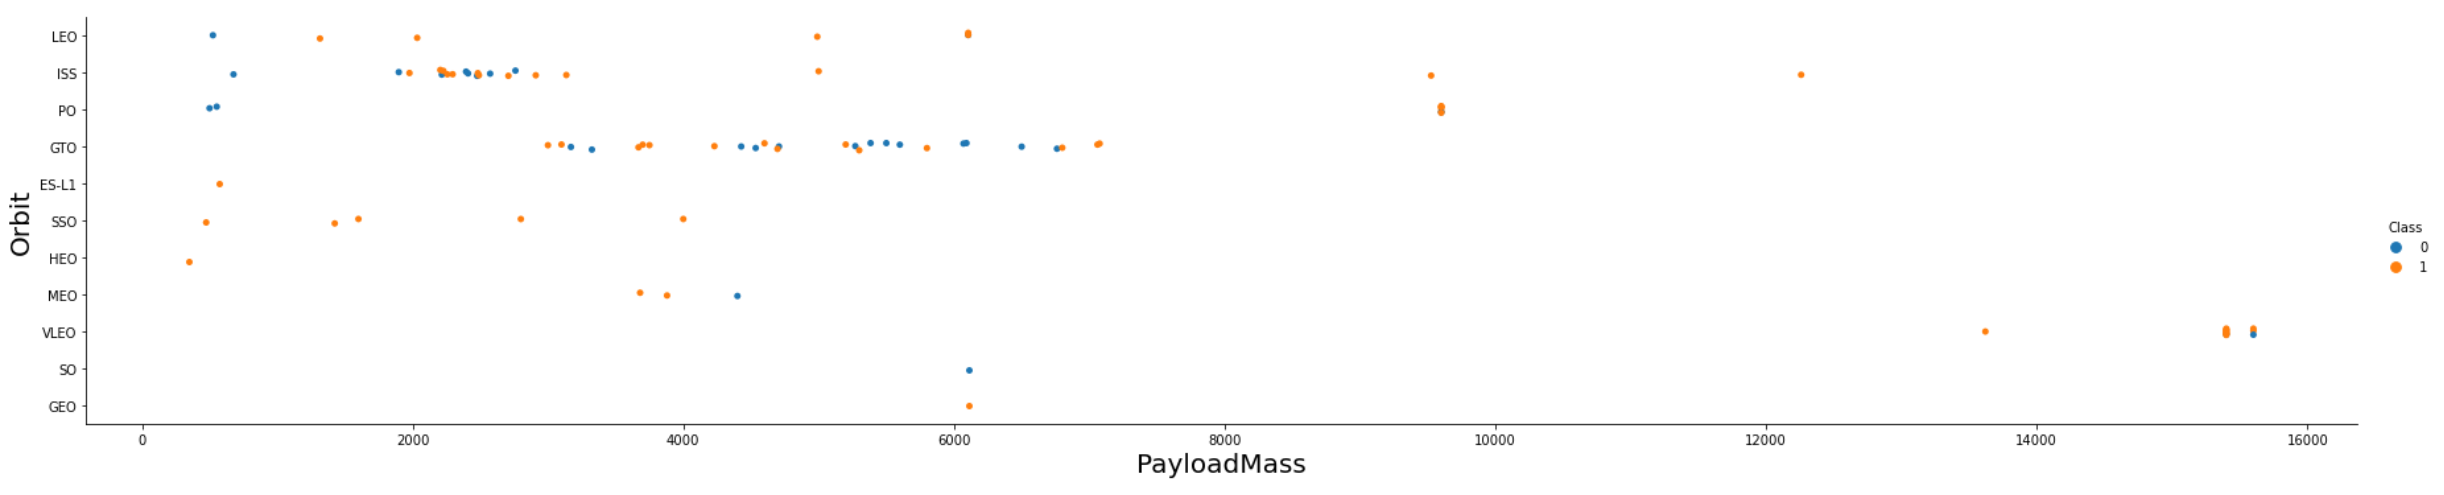 LEO
ISS
PO
GTO
ES-L1
SSO
HEO
MEO
VLEO
SO
GEO
Orbit
0 2000 4000 6000 8000 10000 12000 14000 16000
PayloadMass
Class
0
1